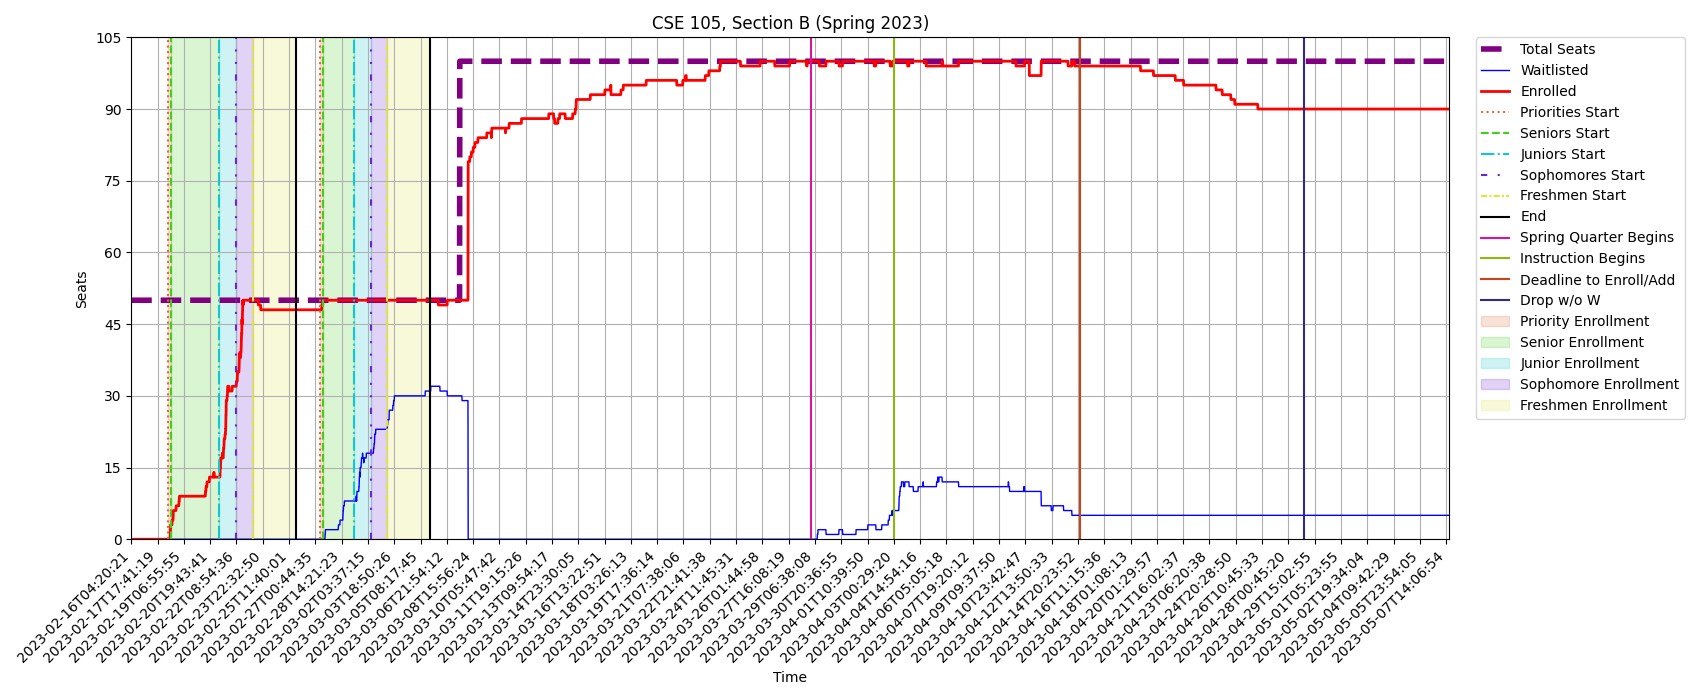 CSE 105, Section B (Spring 2023)
Seats
105
90
75
60
45
30
15
0
2023-02-16T04:20:21
2023-02-17T17:41:19
2023-02-19T06:55:55
2023-02-20T19:43:41
2023-02-22T08:54:36
2023-02-23T22:32:50
2023-02-25T11:40:01
2023-02-27T00:44:35
2023-02-28T14:21:23
2023-03-02T03:37:15
2023-03-03T18:50:26
2023-03-05T08:17:45
2023-03-06T21:54:12
2023-03-08T15:56:24
2023-03-10T05:47:42
2023-03-11T19:15:26
2023-03-13T09:54:17
2023-03-14T23:30:05
2023-03-16T13:22:51
2023-03-18T03:26:13
2023-03-19T17:36:14
2023-03-21T07:38:06
2023-03-22T21:41:38
2023-03-24T11:45:31
2023-03-26T01:44:58
2023-03-27T16:08:19
2023-03-29T06:38:08
2023-03-30T20:36:55
2023-04-01T10:39:50
2023-04-03T00:29:20
2023-04-04T14:54:16
2023-04-06T05:05:18
2023-04-07T19:20:12
2023-04-09T09:37:50
2023-04-10T23:42:47
2023-04-12T13:50:33
2023-04-14T20:23:52
2023-04-16T11:15:36
2023-04-18T01:08:13
2023-04-20T01:29:57
2023-04-21T16:02:37
2023-04-23T06:20:38
2023-04-24T20:28:50
2023-04-26T10:45:33
2023-04-28T00:45:20
2023-04-29T15:02:55
2023-05-01T05:23:55
2023-05-02T19:34:04
2023-05-04T09:42:29
2023-05-05T23:54:05
2023-05-07T14:06:54
Time
Total Seats
Waitlisted
Enrolled
Priorities Start
Seniors Start
Juniors Start
Sophomores Start
Freshmen Start
End
Spring Quarter Begins
Instruction Begins
Deadline to Enroll/Add
Drop w/o W
Priority Enrollment
Senior Enrollment
Junior Enrollment
Sophomore Enrollment
Freshmen Enrollment